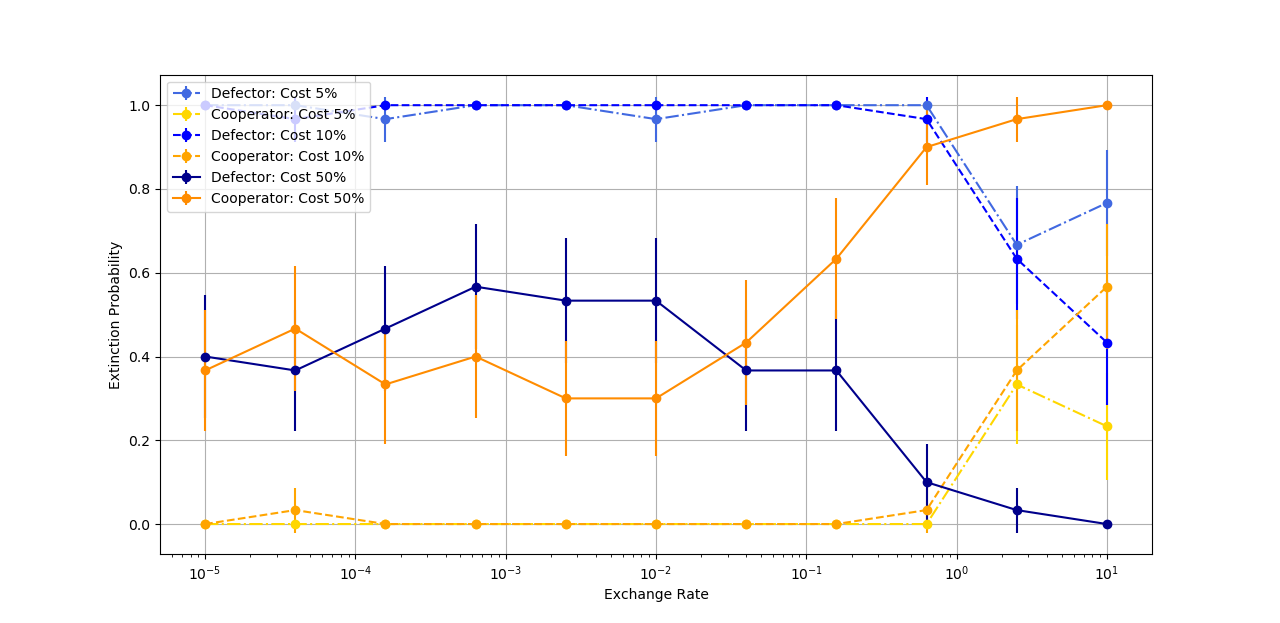 Defector: Cost 5%
Cooperator: Cost 5%
Defector: Cost 10%
Cooperator: Cost 10%
Defector: Cost 50%
Cooperator: Cost 50%
1.0
0.8
0.6
0.4
0.2
0.0
Extinction Probability
10⁻⁵ 10⁻⁴ 10⁻³ 10⁻² 10⁻¹ 10⁰ 10¹
Exchange Rate